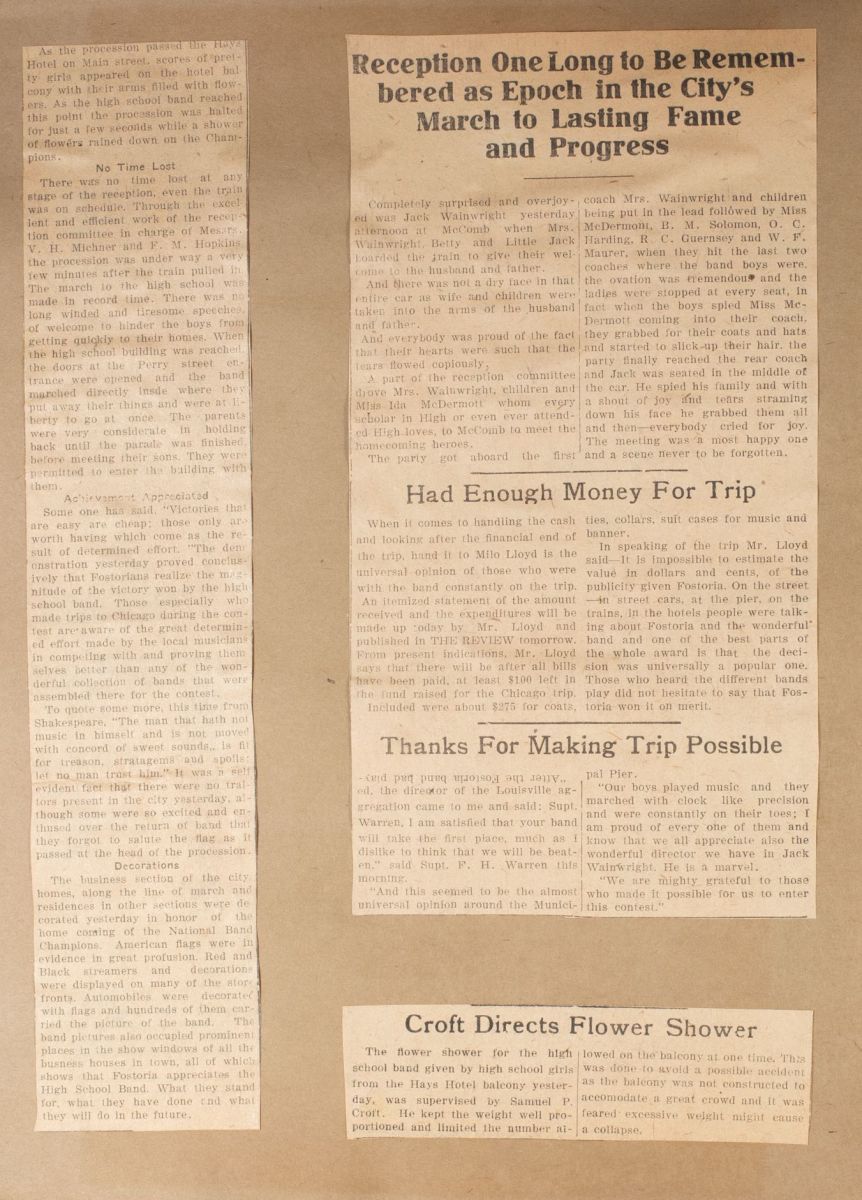 As the procession passed the Hays
Hotel on Main street, scores of pret-
ty girls appeared on the hotel bal-
cony with their arms filled with flow-
ers. As the high school band reached
this point the procession was halted
for just a few seconds while a shower
of flowers rained down on the Cham-
pions.
No Time Lost
There was no time lost at any
stage of the reception, even the train
was on schedule. Through the excel
lent and efficient work of the recep-
tion committee in charge of Messrs.
V. H. Michner and F. M. Hopkins,
the procession was under way a very
few minutes after the train pulled in.
The march to the high school was
made in record time. There was no
long winded and tiresome speeches,
of welcome to hinder the boys from
getting quickly to their homes. When
the high school building was reached,
the doors at the Perry street en-
trance were opened and the band
marched directly inside where they
put away their things and were at li-
berty to go at once. The parents
were very considerate in holding
back until the parade was finished,
before meeting their sons. They were
permitted to enter the building with
them.
Achievement Appreciated
Some one has said, "Victories that
are easy are cheap; those only are
worth having which come as the re-
sult of determined effort. "The dem
onstration yesterday proved conclus-
ively that Fostorians realize the mag-
nitude of the victory won by the high
school band. Those especially who
made trips to Chicago during the con-
test are aware of the great determin-
ed effort made by the local musicians
in competing with and proving them
selves better than any of the won-
derful collection of bands that were
assembled there for the contest.
To quote some more, this time from
Shakespeare, "The man that hath not
music in himself and is not moved
with concord of sweet sounds,. is fit
for treason, stratagems and spoils;
let no man trust him." It was a self
evident fact that there were no trai-
tors present in the city yesterday, al-
though some were so excited and en-
thused over the return of band that
they forgot to salute the flag as it
passed at the head of the procession.
Decorations
The business section of the city
homes, along the line of march and
residences in other sections were de
corated yesterday in honor of the
home coming of the National Band
Champions. American flags were in
evidence in great profusion. Red and
Black streamers and decorations
were displayed on many of the store
fronts. Automobiles were decorated
with flags and hundreds of them car-
ried the picture of the band. The
band pictures also occupied prominent
places in the show windows of all the
busness houses in town, all of which
shows that Fostoria appreciates the
High School Band. What they stand
for, what they have done and what
they will do in the future.
Reception One Long to Be Remem-
bered as Epoch in the City's
March to Lasting Fame
and Progress
Completely surprised and overjoy-
ed was Jack Wainwright yesterday
afternoon at McComb when Mrs.
Wainwright, Betty and Little Jack
boarded the train to give their wel-
come to the husband and father.
And there was not a dry face in that
entire car as wife and children were
taken into the arms of the husband
and father.
And everybody was proud of the fact
that their hearts were such that the
tears flowed copiously.
A part of the reception committee
drove Mrs. Wainwright, children and
Miss Ida McDermott whom every
scholar in High or even ever attend-
ed High loves, to McComb to meet the
homecoming heroes.
The party got aboard the first
coach Mrs. Wainwright and children
being put in the lead followed by Miss
McDermont, B. M. Solomon, O. C.
Harding, R C. Guernsey and W. F.
Maurer, when they hit the last two
coaches where the band boys were,
the ovation was tremendous and the
ladies were stopped at every seat, in
fact when the boys spied Miss Mc-
Dermott coming into their coach,
they grabbed for their coats and hats
and started to slick-up their hair. the
party finally reached the rear coach
and Jack was seated in the middle of
the car. He spied his family and with
a shout of joy and tears straming
down his face he grabbed them all
and then—everybody cried for joy.
The meeting was a most happy one
and a scene never to be forgotten.
Had Enough Money For Trip
When it comes to handling the cash
and looking after the financial end of
the trip, hand it to Milo Lloyd is the
universal opinion of those who were
with the band constantly on the trip.
An itemized statement of the amount
received and the expenditures will be
made up today by Mr. Lloyd and
published in THE REVIEW tomorrow.
From present indications, Mr. Lloyd
says that there will be after all bills
have been paid, at least $100 left in
the fund raised for the Chicago trip.
Included were about $275 for coats,
ties, collars, suit cases for music and
banner.
In speaking of the trip Mr. Lloyd
said—It is impossible to estimate the
value in dollars and cents, of the
publicity given Fostoria. On the street
—in street cars, at the pier, on the
trains, in the hotels people were talk-
ing about Fostoria and the wonderful
band and one of the best parts of
the whole award is that the deci-
sion was universally a popular one.
Those who heard the different bands
play did not hesitate to say that Fos-
toria won it on merit.
Thanks For Making Trip Possible
"After the Fostoria band had play-
ed, the director of the Louisville ag-
gregation came to me and said: Supt.
Warren, I am satisfied that your band
will take the first place, much as I
dislike to think that we will be beat-
en," said Supt. F. H. Warren this
morning.
"And this seemed to be the almost
universal opinion around the Munici-
pal Pier.
"Our boys played music and they
marched with clock like precision
and were constantly on their toes; I
am proud of every one of them and
know that we all appreciate also the
wonderful director we have in Jack
Wainwright. He is a marvel.
"We are mighty grateful to those
who made it possible for us to enter
this contest."
Croft Directs Flower Shower
The flower shower for the high
school band given by high school girls
from the Hays Hotel balcony yester-
day, was supervised by Samuel P.
Croft. He kept the weight well pro-
portioned and limited the number al-
lowed on the balcony at one time. This
was done to avoid a possible accident
as the balcony was not constructed to
accomodate a great crowd and it was
feared excessive weight might cause
a collapse.